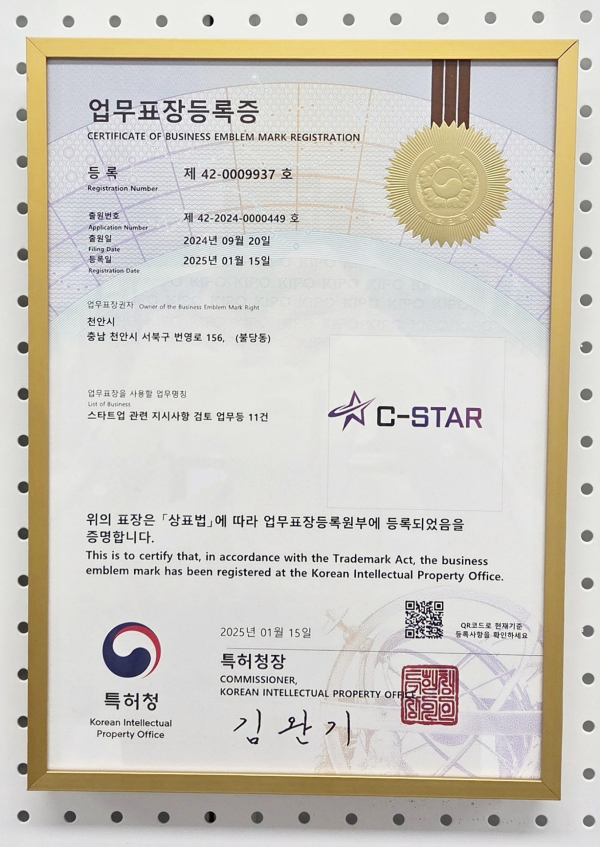 업무표장등록증
CERTIFICATE OF BUSINESS EMBLEM MARK REGISTRATION
등 록 제 42-0009937 호
Registration Number
출원번호 제 42-2024-0000449 호
Application Number
출원일 2024년 09월 20일
Filing Date
등록일 2025년 01월 15일
Registration Date
업무표장권자 Owner of the Business Emblem Mark Right
천안시
충남 천안시 서북구 번영로 156, (불당동)
업무표장을 사용할 업무명칭
List of Business
스타트업 관련 지시사항 검토 업무등 11건
C-STAR
위의 표장은 「상표법」에 따라 업무표장등록원부에 등록되었음을
증명합니다.
This is to certify that, in accordance with the Trademark Act, the business
emblem mark has been registered at the Korean Intellectual Property Office.
QR코드로 현재기준
등록사항을 확인하세요
2025년 01월 15일
특허청장
COMMISSIONER,
KOREAN INTELLECTUAL PROPERTY OFFICE
김 완 기
특허청
Korean Intellectual
Property Office